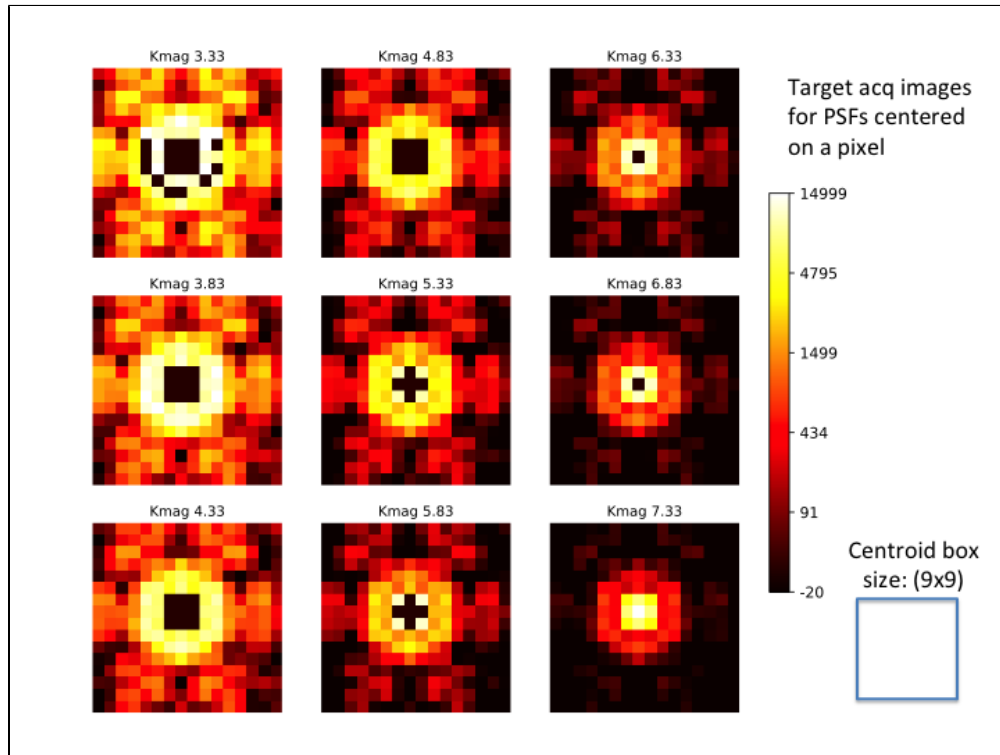 Kmag 3.33
Kmag 4.83
Kmag 6.33
Target acq images
for PSFs centered
on a pixel
14999
4795
1499
434
91
-20
Kmag 3.83
Kmag 5.33
Kmag 6.83
Kmag 4.33
Kmag 5.83
Kmag 7.33
Centroid box
size: (9x9)